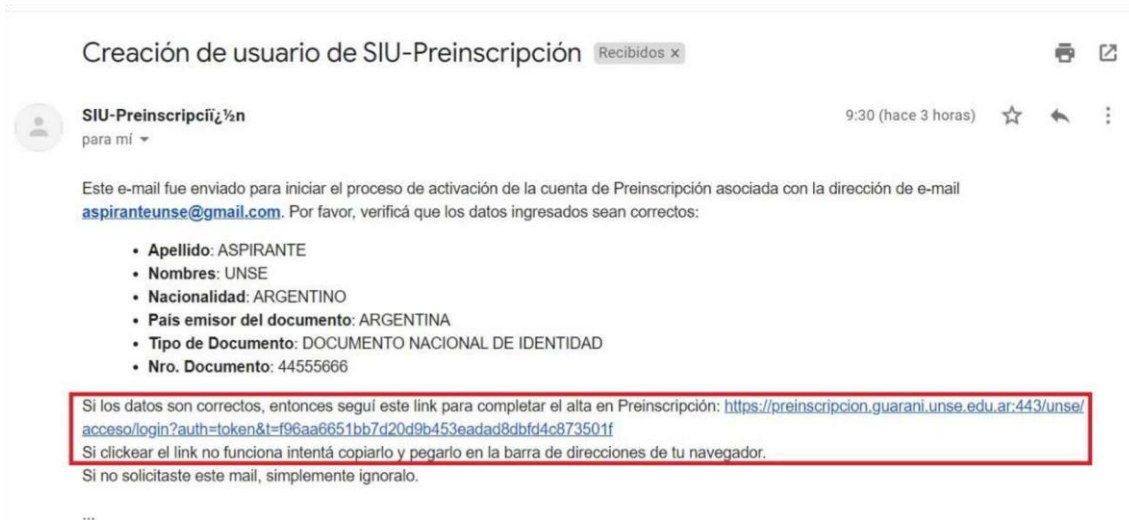 Creación de usuario de SIU-Preinscripción Recibidos x
SIU-Preinscripciï¿½n 9:30 (hace 3 horas)
para mí
Este e-mail fue enviado para iniciar el proceso de activación de la cuenta de Preinscripción asociada con la dirección de e-mail
aspiranteunse@gmail.com. Por favor, verificá que los datos ingresados sean correctos:
• Apellido: ASPIRANTE
• Nombres: UNSE
• Nacionalidad: ARGENTINO
• País emisor del documento: ARGENTINA
• Tipo de Documento: DOCUMENTO NACIONAL DE IDENTIDAD
• Nro. Documento: 44555666
Si los datos son correctos, entonces seguí este link para completar el alta en Preinscripción: https://preinscripcion.guarani.unse.edu.ar:443/unse/
acceso/login?auth=token&t=f96aa6651bb7d20d9b453eadad8dbfd4c873501f
Si clickear el link no funciona intentá copiarlo y pegarlo en la barra de direcciones de tu navegador.
Si no solicitaste este mail, simplemente ignoralo.
...